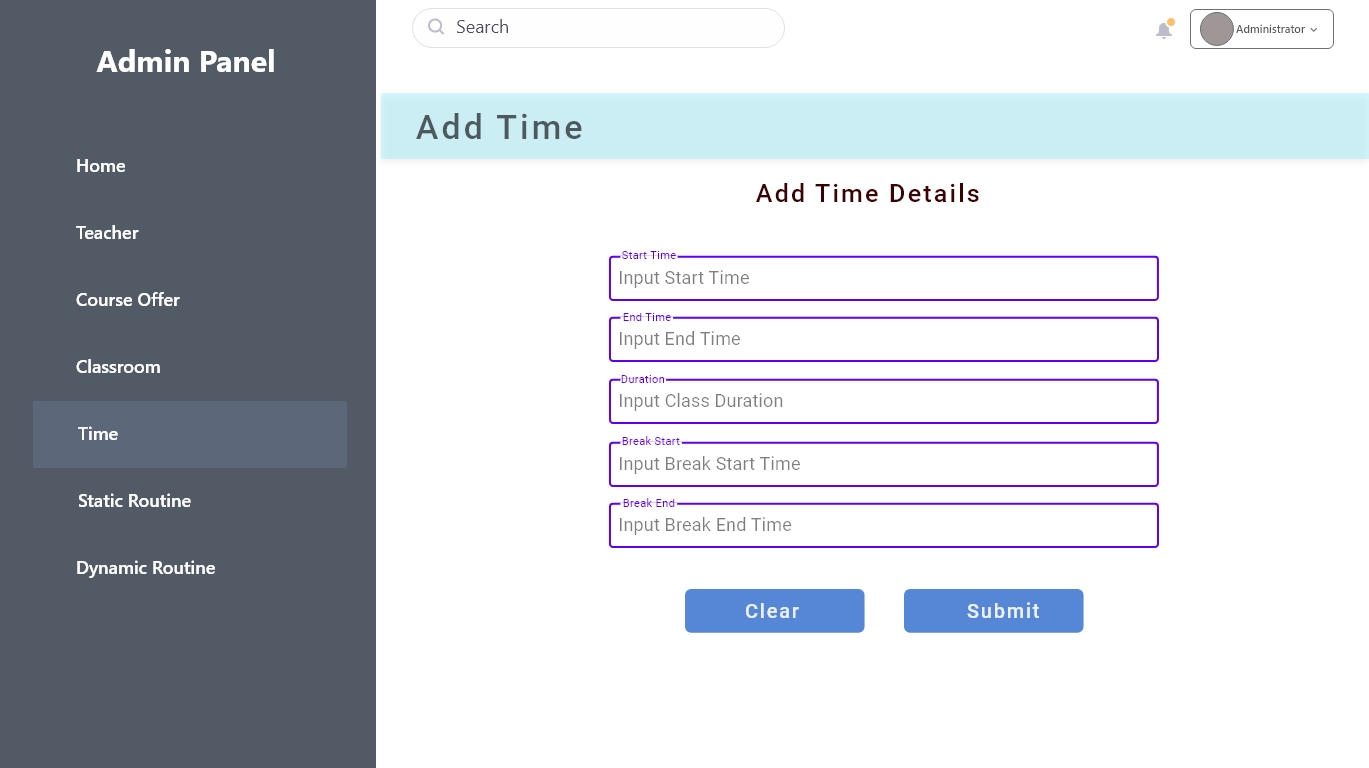 Admin Panel
Home
Teacher
Course Offer
Classroom
Time
Static Routine
Dynamic Routine
Search
Administrator
Add Time
Add Time Details
Start Time
Input Start Time
End Time
Input End Time
Duration
Input Class Duration
Break Start
Input Break Start Time
Break End
Input Break End Time
Clear
Submit